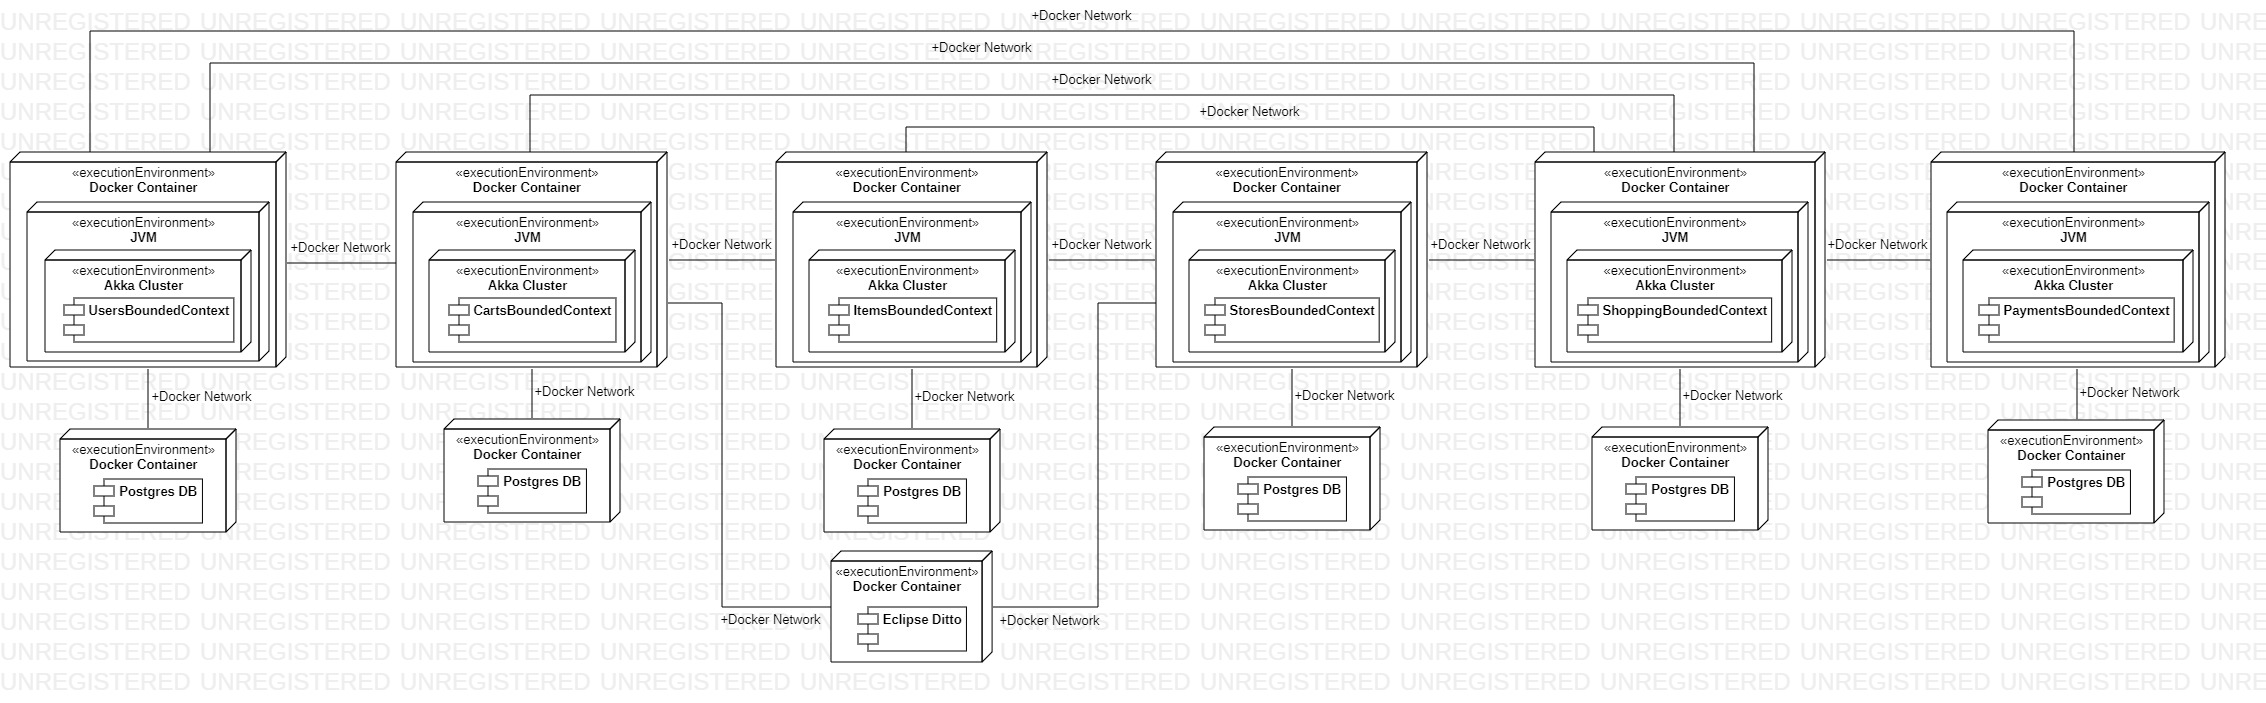 +Docker Network
+Docker Network
+Docker Network
+Docker Network
«executionEnvironment»
Docker Container
«executionEnvironment»
JVM
«executionEnvironment»
Akka Cluster
UsersBoundedContext
+Docker Network
«executionEnvironment»
Docker Container
«executionEnvironment»
JVM
«executionEnvironment»
Akka Cluster
CartsBoundedContext
+Docker Network
«executionEnvironment»
Docker Container
«executionEnvironment»
JVM
«executionEnvironment»
Akka Cluster
ItemsBoundedContext
+Docker Network
«executionEnvironment»
Docker Container
«executionEnvironment»
JVM
«executionEnvironment»
Akka Cluster
StoresBoundedContext
+Docker Network
«executionEnvironment»
Docker Container
«executionEnvironment»
JVM
«executionEnvironment»
Akka Cluster
ShoppingBoundedContext
+Docker Network
«executionEnvironment»
Docker Container
«executionEnvironment»
JVM
«executionEnvironment»
Akka Cluster
PaymentsBoundedContext
+Docker Network
«executionEnvironment»
Docker Container
Postgres DB
+Docker Network
«executionEnvironment»
Docker Container
Postgres DB
+Docker Network
«executionEnvironment»
Docker Container
Postgres DB
+Docker Network
«executionEnvironment»
Docker Container
Postgres DB
+Docker Network
«executionEnvironment»
Docker Container
Postgres DB
+Docker Network
«executionEnvironment»
Docker Container
Postgres DB
«executionEnvironment»
Docker Container
Eclipse Ditto
+Docker Network
+Docker Network
UNREGISTERED